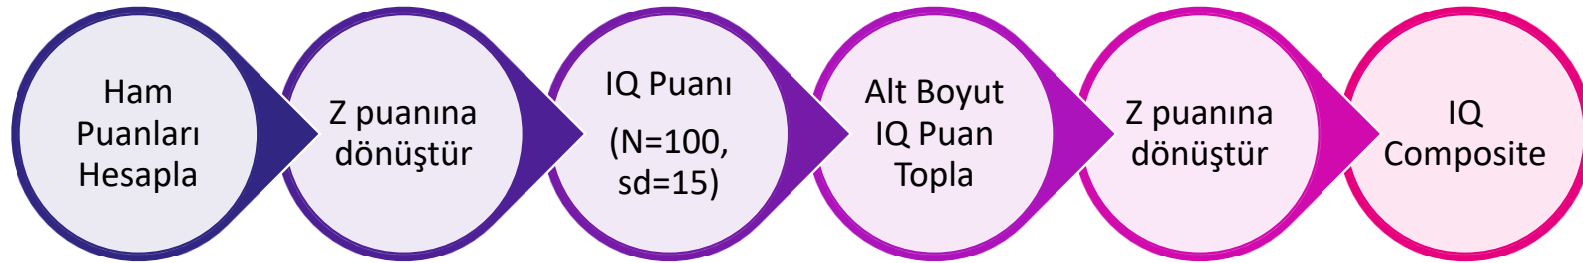 Ham
Puanları
Hesapla
Z puanına
dönüştür
IQ Puanı
(N=100,
sd=15)
Alt Boyut
IQ Puan
Topla
Z puanına
dönüştür
IQ
Composite